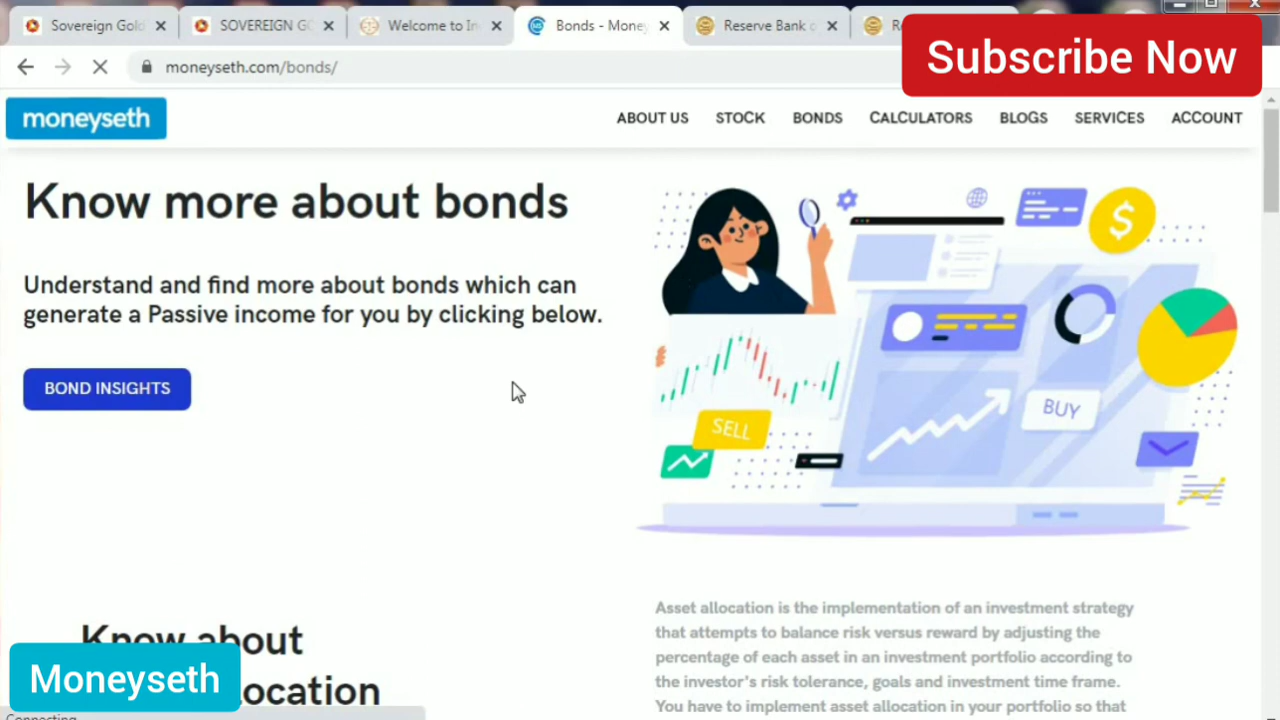 Sovereign Gold
SOVEREIGN GO
Welcome to In
Bonds - Money
Reserve Bank o
Subscribe Now
moneyseth.com/bonds/
moneyseth
ABOUT US STOCK BONDS CALCULATORS BLOGS SERVICES ACCOUNT
Know more about bonds
Understand and find more about bonds which can
generate a Passive income for you by clicking below.
BOND INSIGHTS
SELL
BUY
$
Know about
location
Asset allocation is the implementation of an investment strategy
that attempts to balance risk versus reward by adjusting the
percentage of each asset in an investment portfolio according to
the investor's risk tolerance, goals and investment time frame.
You have to implement asset allocation in your portfolio so that
Moneyseth